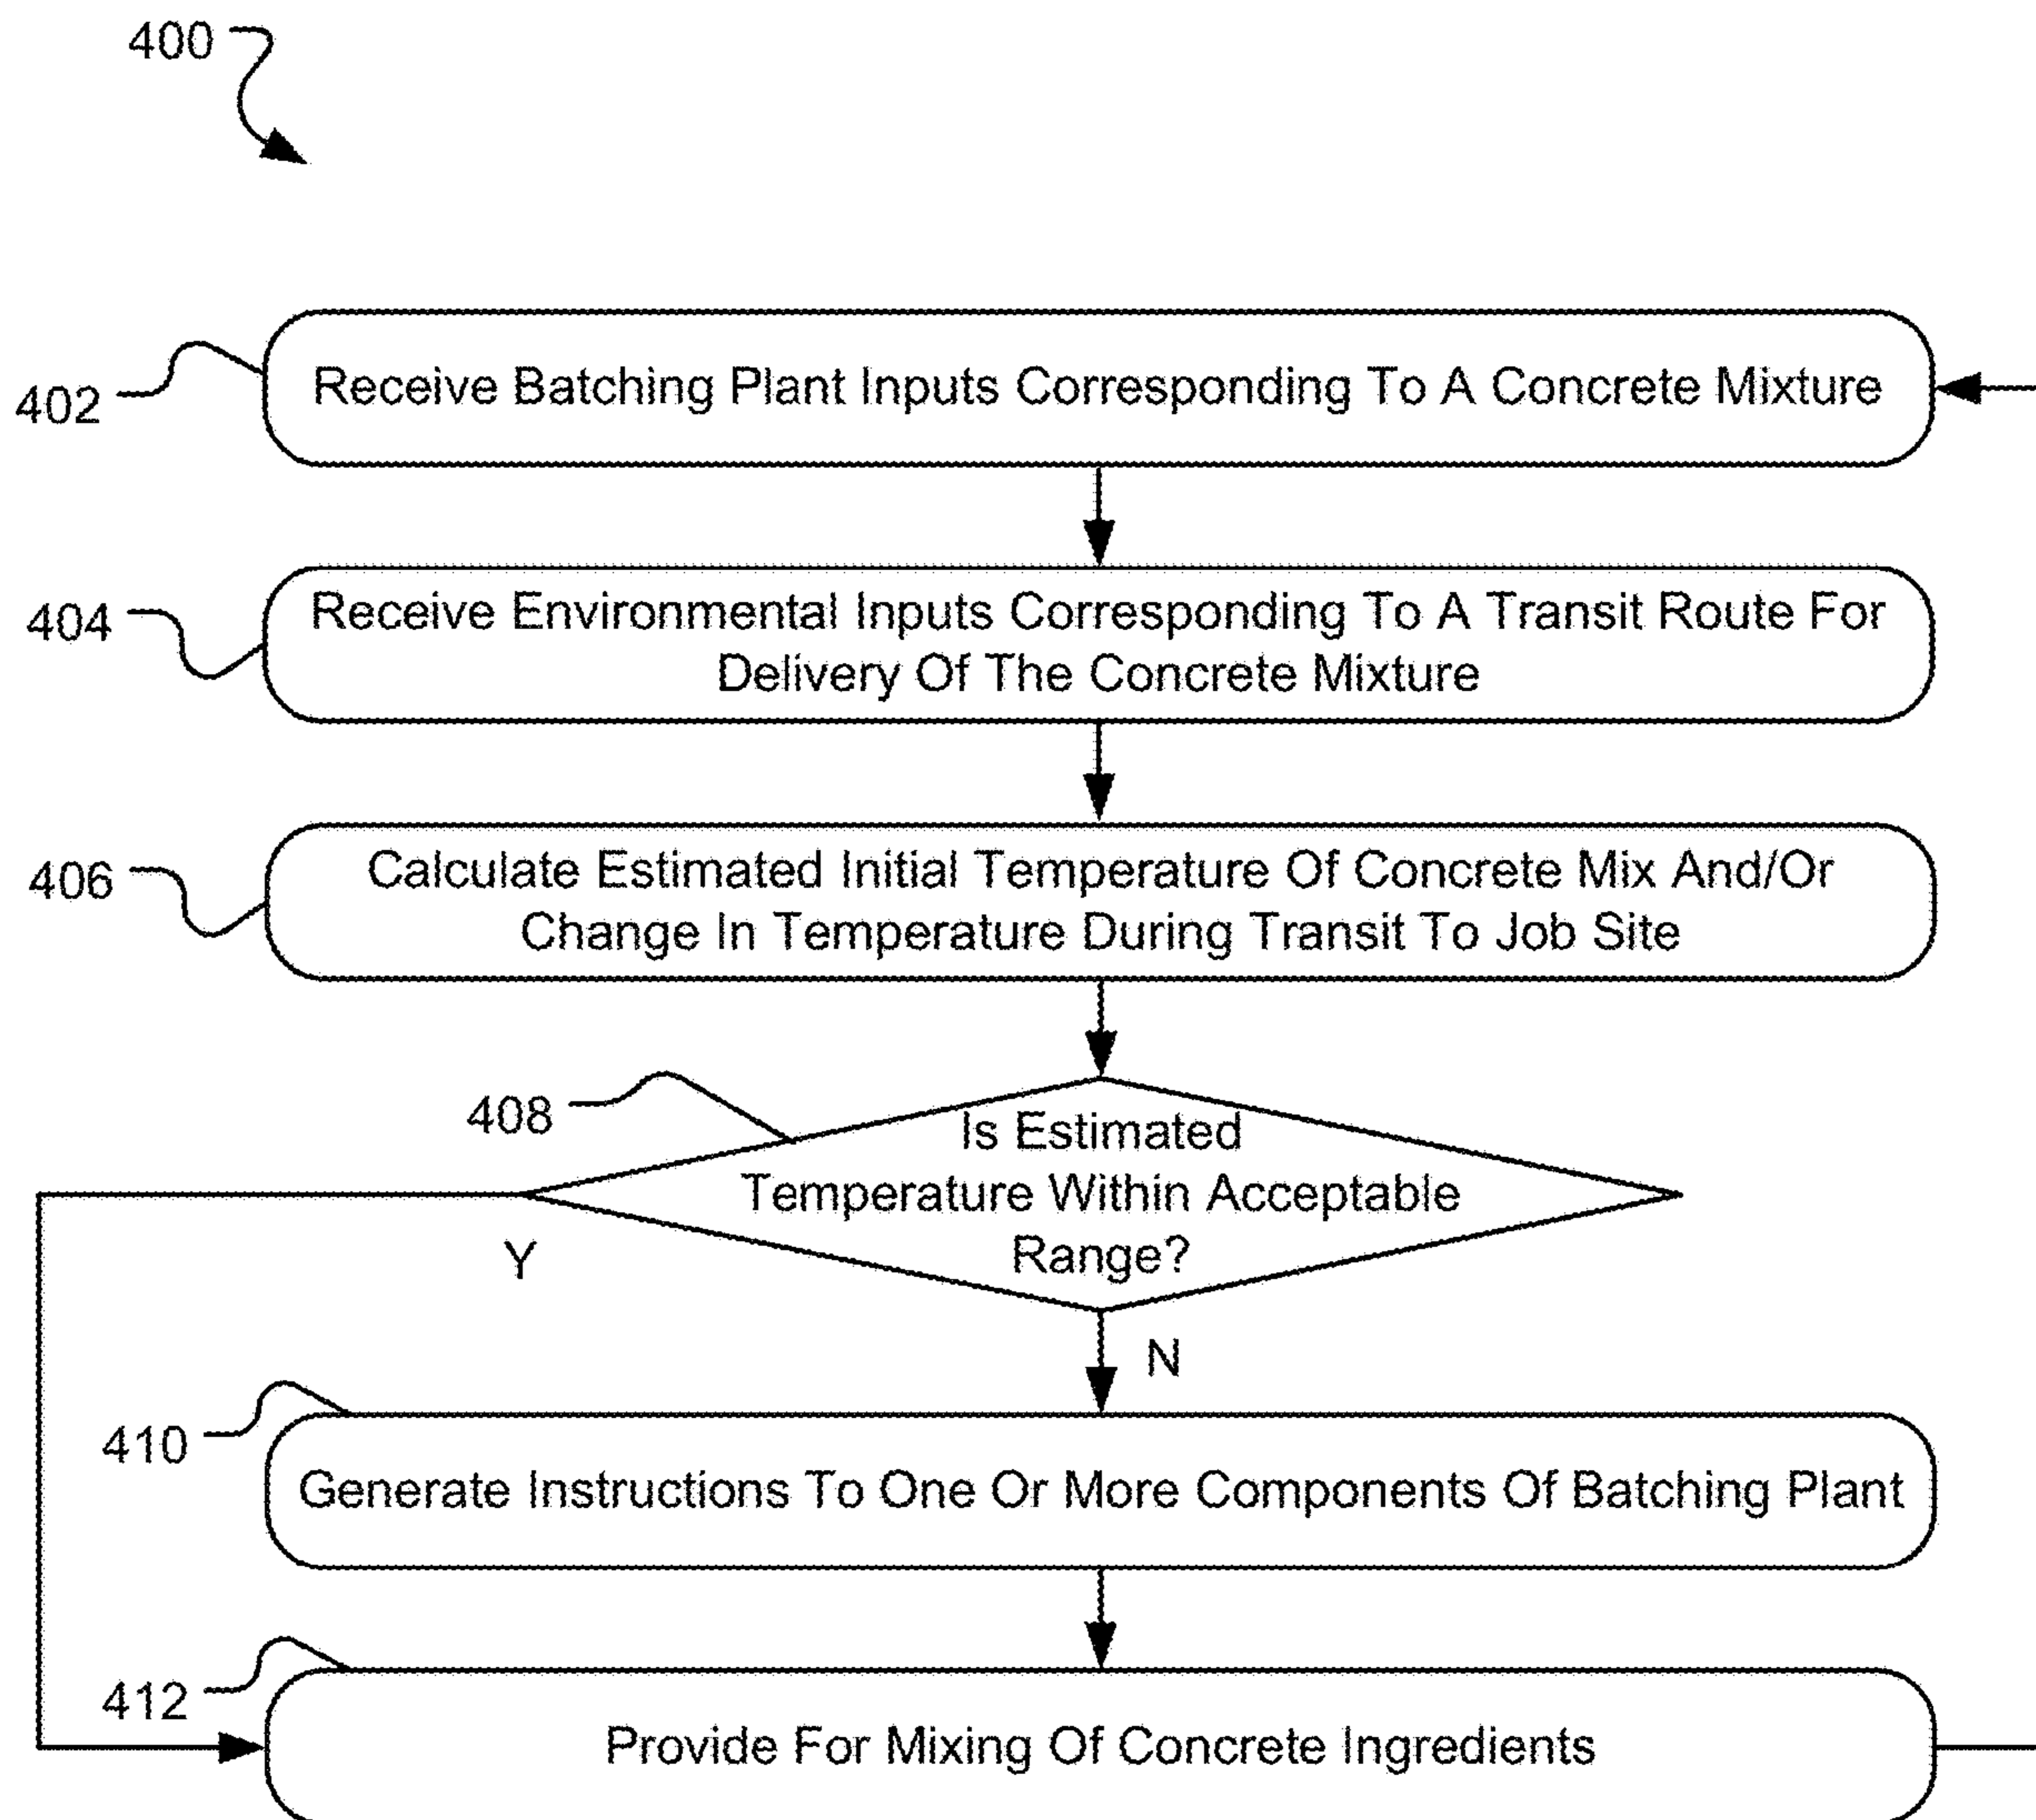 400
402
Receive Batching Plant Inputs Corresponding To A Concrete Mixture
404
Receive Environmental Inputs Corresponding To A Transit Route For
Delivery Of The Concrete Mixture
406
Calculate Estimated Initial Temperature Of Concrete Mix And/Or
Change In Temperature During Transit To Job Site
408
Is Estimated
Temperature Within Acceptable
Range?
Y
N
410
Generate Instructions To One Or More Components Of Batching Plant
412
Provide For Mixing Of Concrete Ingredients